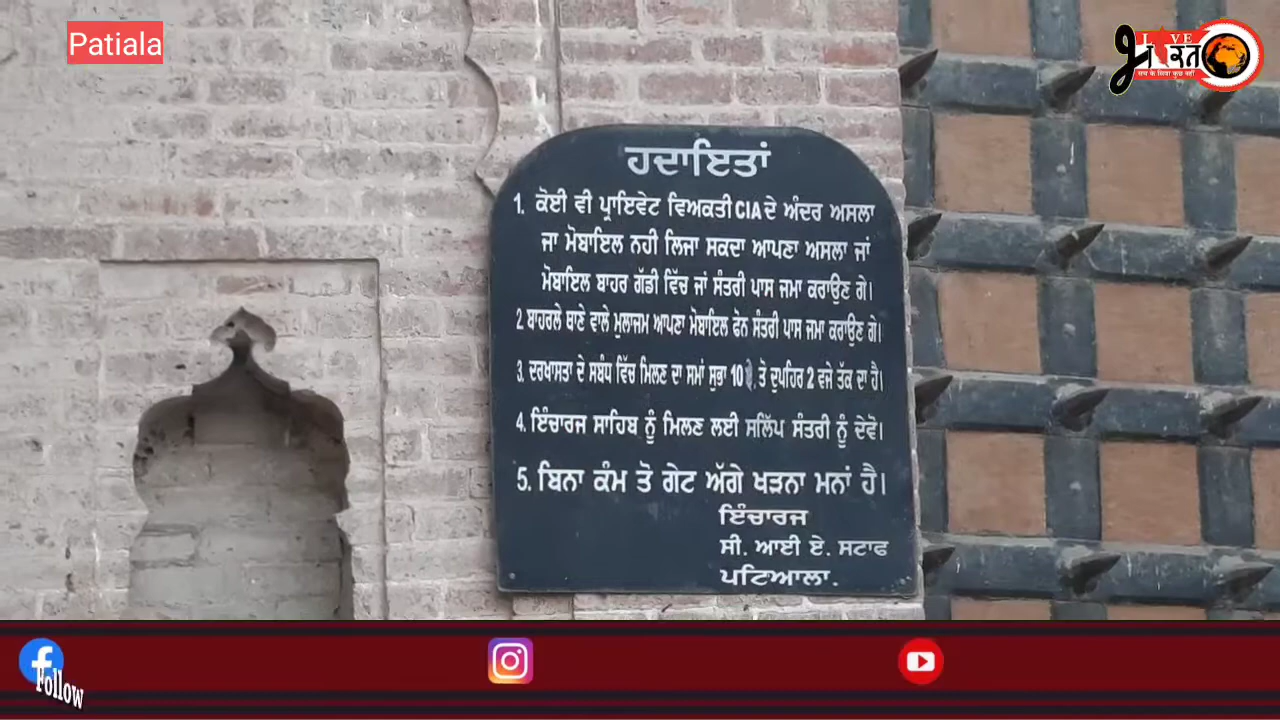 Patiala
LIVE
ਹਦਾਇਤਾਂ
1. ਕੋਈ ਵੀ ਪ੍ਰਾਇਵੇਟ ਵਿਅਕਤੀ CIA ਦੇ ਅੰਦਰ ਅਸਲਾ
ਜਾ ਮੋਬਾਇਲ ਨਹੀ ਲਿਜਾ ਸਕਦਾ ਆਪਣਾ ਅਸਲਾ ਜਾਂ
ਮੋਬਾਇਲ ਬਾਹਰ ਗੱਡੀ ਵਿੱਚ ਜਾਂ ਸੰਤਰੀ ਪਾਸ ਜਮਾ ਕਰਾਉਣ ਗੇ।
2 ਬਾਹਰਲੇ ਥਾਣੇ ਵਾਲੇ ਮੁਲਾਜਮ ਆਪਣਾ ਮੋਬਾਇਲ ਫੋਨ ਸੰਤਰੀ ਪਾਸ ਜਮਾ ਕਰਾਉਣ ਗੇ।
3. ਦਰਖਾਸਤਾ ਦੇ ਸਬੰਧ ਵਿੱਚ ਮਿਲਣ ਦਾ ਸਮਾਂ ਸੁਭਾ 10 ਤੋ ਦੁਪਹਿਰ 2 ਵਜੇ ਤੱਕ ਦਾ ਹੈ।
4. ਇੰਚਾਰਜ ਸਾਹਿਬ ਨੂੰ ਮਿਲਣ ਲਈ ਸਲਿੱਪ ਸੰਤਰੀ ਨੂੰ ਦੇਵੋ।
5. ਬਿਨਾ ਕੰਮ ਤੋ ਗੇਟ ਅੱਗੇ ਖੜਨਾ ਮਨਾਂ ਹੈ।
ਇੰਚਾਰਜ
ਸੀ. ਆਈ ਏ. ਸਟਾਫ
ਪਟਿਆਲਾ.
Follow